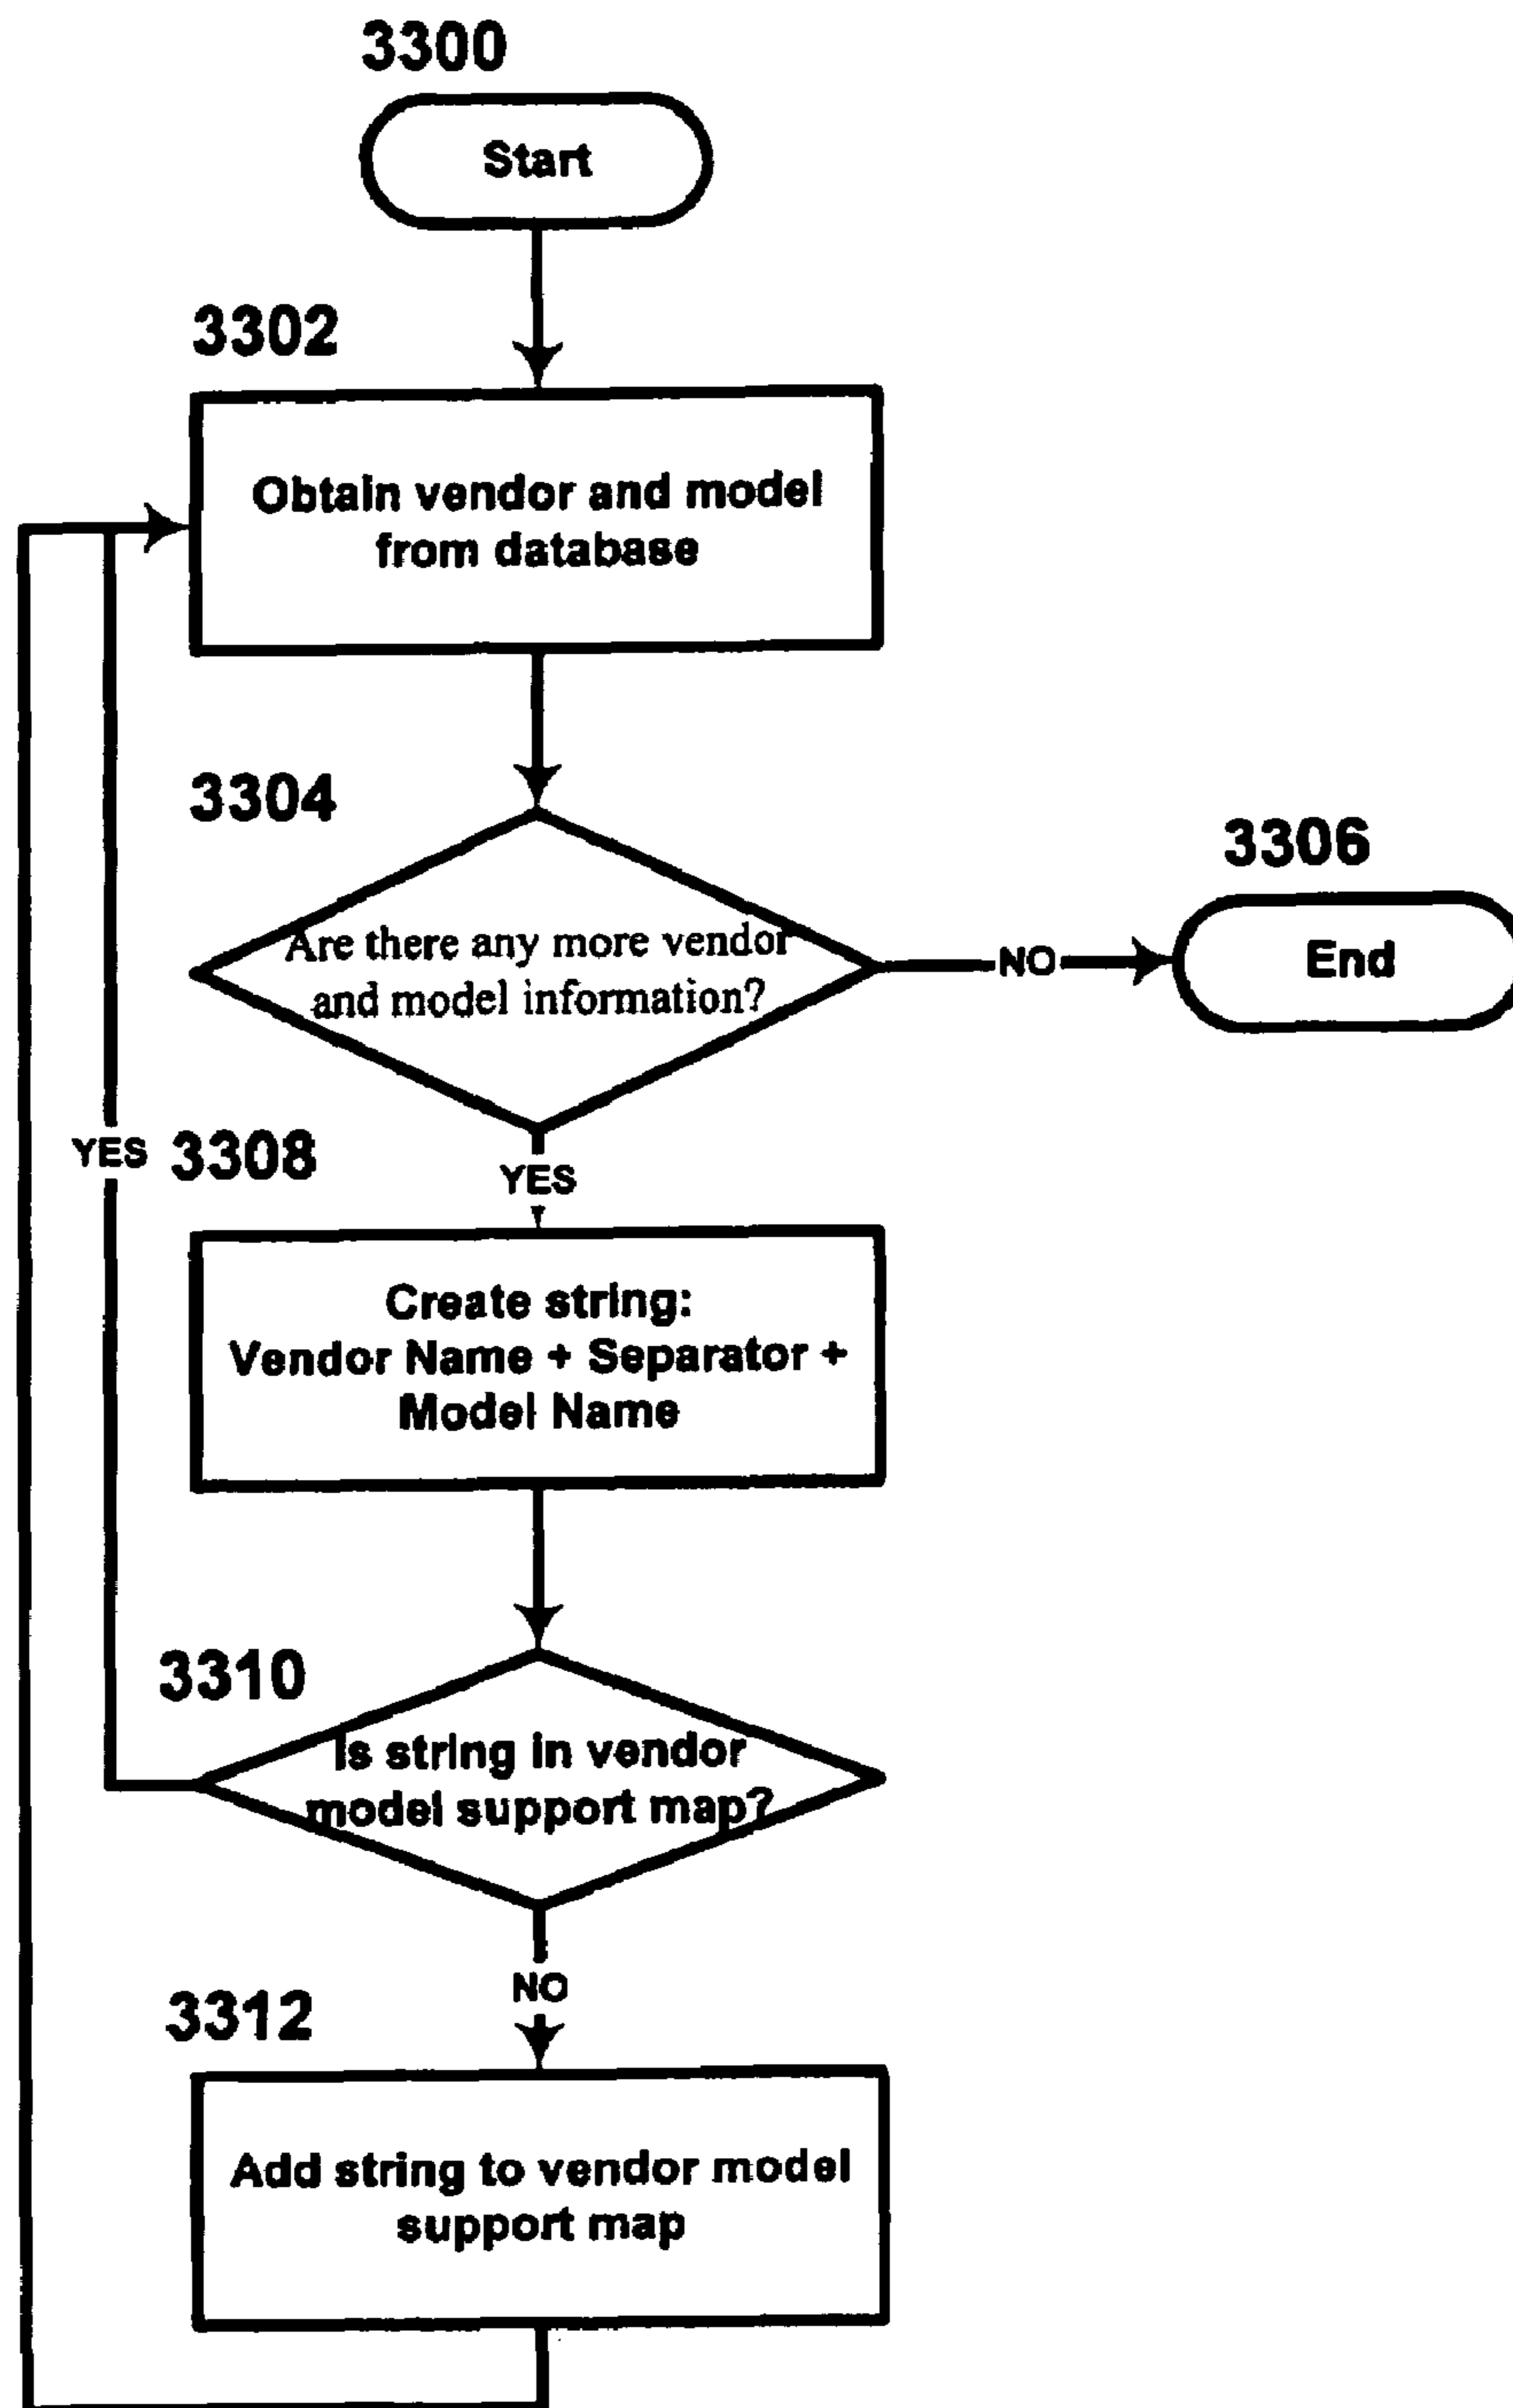 3300
Start
3302
Obtain vendor and model
from database
3304
Are there any more vendor
and model information?
NO
3306
End
YES
3308
YES
Create string:
Vendor Name + Separator +
Model Name
3310
Is string in vendor
model support map?
NO
3312
Add string to vendor model
support map